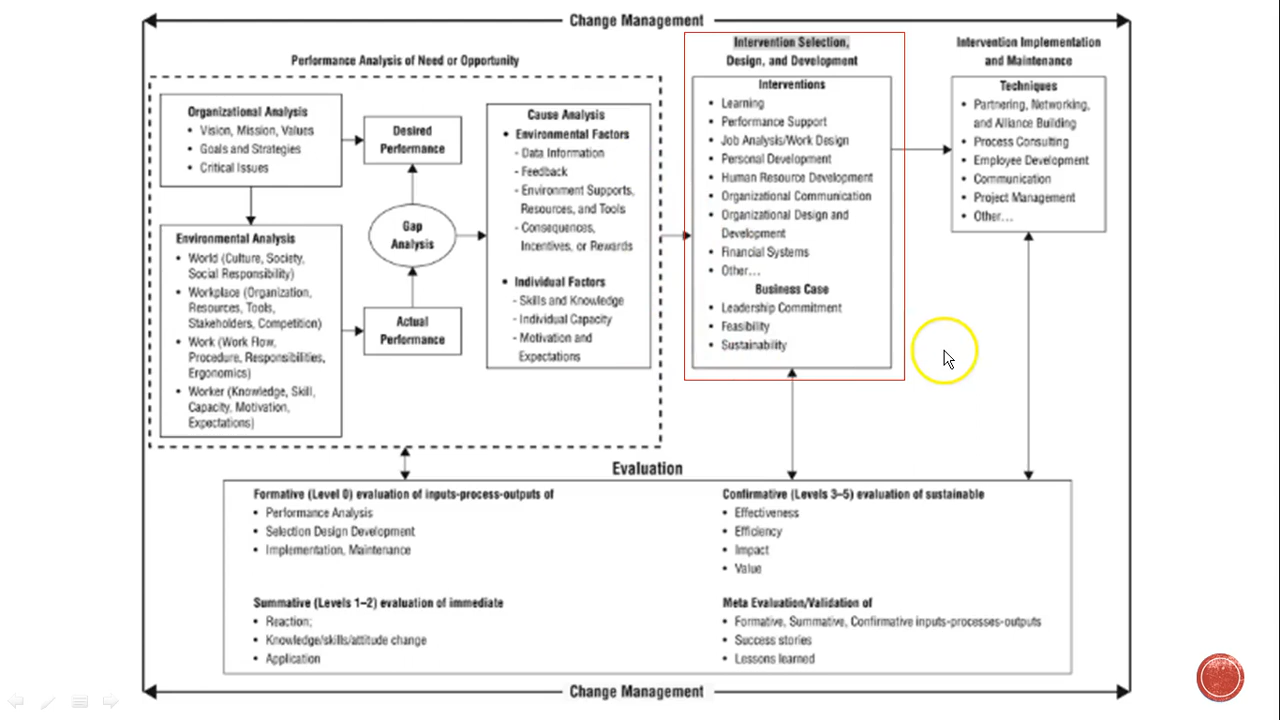 Change Management
Performance Analysis of Need or Opportunity
Organizational Analysis
• Vision, Mission, Values
• Goals and Strategies
• Critical Issues
Environmental Analysis
• World (Culture, Society,
Social Responsibility)
• Workplace (Organization,
Resources, Tools,
Stakeholders, Competition)
• Work (Work Flow,
Procedure, Responsibilities,
Ergonomics)
• Worker (Knowledge, Skill,
Capacity, Motivation,
Expectations)
Desired
Performance
Gap
Analysis
Actual
Performance
Cause Analysis
• Environmental Factors
- Data Information
- Feedback
- Environment Supports,
Resources, and Tools
- Consequences,
Incentives, or Rewards
• Individual Factors
- Skills and Knowledge
- Individual Capacity
- Motivation and
Expectations
Intervention Selection,
Design, and Development
Interventions
• Learning
• Performance Support
• Job Analysis/Work Design
• Personal Development
• Human Resource Development
• Organizational Communication
• Organizational Design and
Development
• Financial Systems
• Other...
Business Case
• Leadership Commitment
• Feasibility
• Sustainability
Intervention Implementation
and Maintenance
Techniques
• Partnering, Networking,
and Alliance Building
• Process Consulting
• Employee Development
• Communication
• Project Management
• Other...
Evaluation
Formative (Level 0) evaluation of inputs-process-outputs of
• Performance Analysis
• Selection Design Development
• Implementation, Maintenance
Summative (Levels 1–2) evaluation of immediate
• Reaction;
• Knowledge/skills/attitude change
• Application
Confirmative (Levels 3–5) evaluation of sustainable
• Effectiveness
• Efficiency
• Impact
• Value
Meta Evaluation/Validation of
• Formative, Summative, Confirmative inputs-processes-outputs
• Success stories
• Lessons learned
Change Management